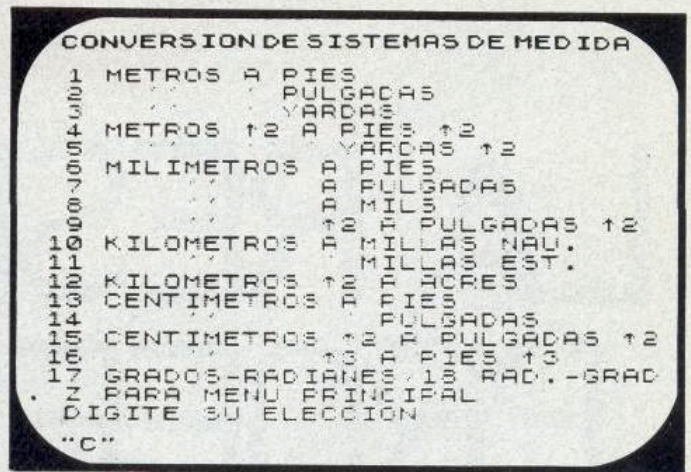 CONVERSION DE SISTEMAS DE MEDIDA
1 METROS A PIES
2 '' '' PULGADAS
3 '' '' YARDAS
4 METROS ↑2 A PIES ↑2
5 '' '' YARDAS ↑2
6 MILIMETROS A PIES
7 '' A PULGADAS
8 '' A MILS
9 '' ↑2 A PULGADAS ↑2
10 KILOMETROS A MILLAS NAU.
11 '' '' MILLAS EST.
12 KILOMETROS ↑2 A ACRES
13 CENTIMETROS A PIES
14 '' '' PULGADAS
15 CENTIMETROS ↑2 A PULGADAS ↑2
16 '' ↑3 A PIES ↑3
17 GRADOS-RADIANES/18 RAD.-GRAD
. Z PARA MENU PRINCIPAL
DIGITE SU ELECCION
"C"